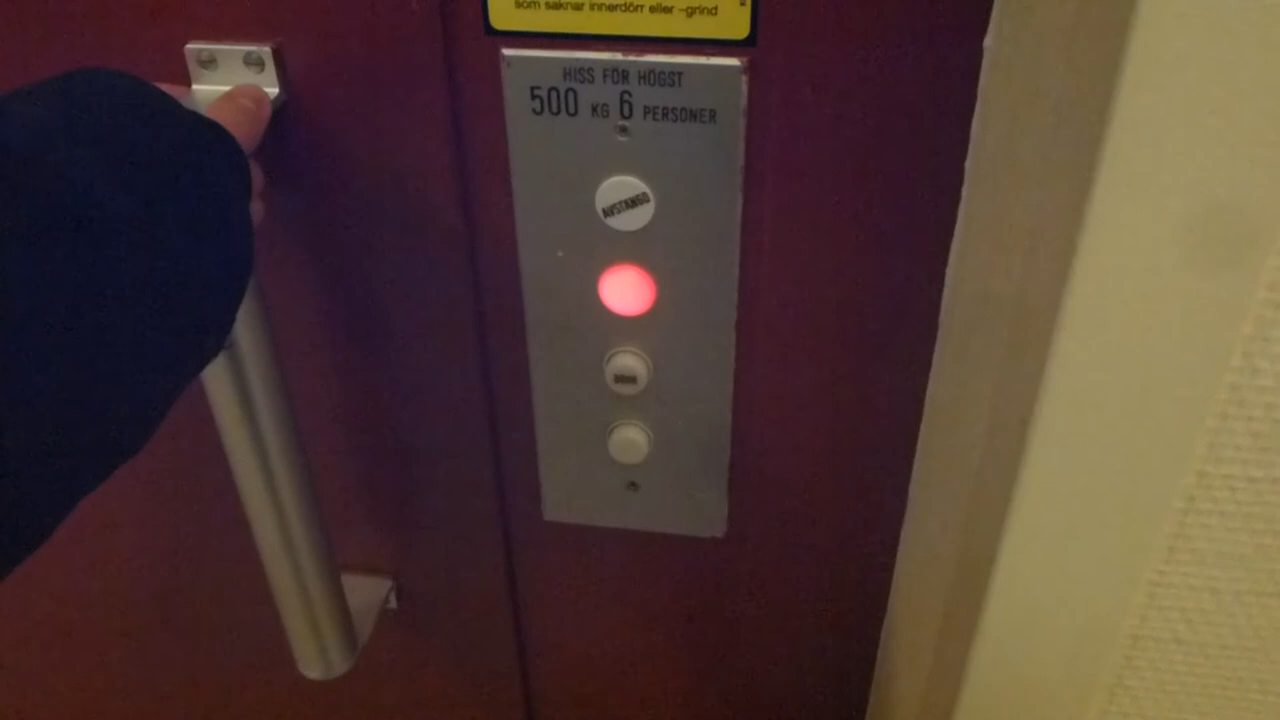 som saknar innerdörr eller -grind
HISS FÖR HÖGST
500 KG 6 PERSONER
AVSTÄNGD